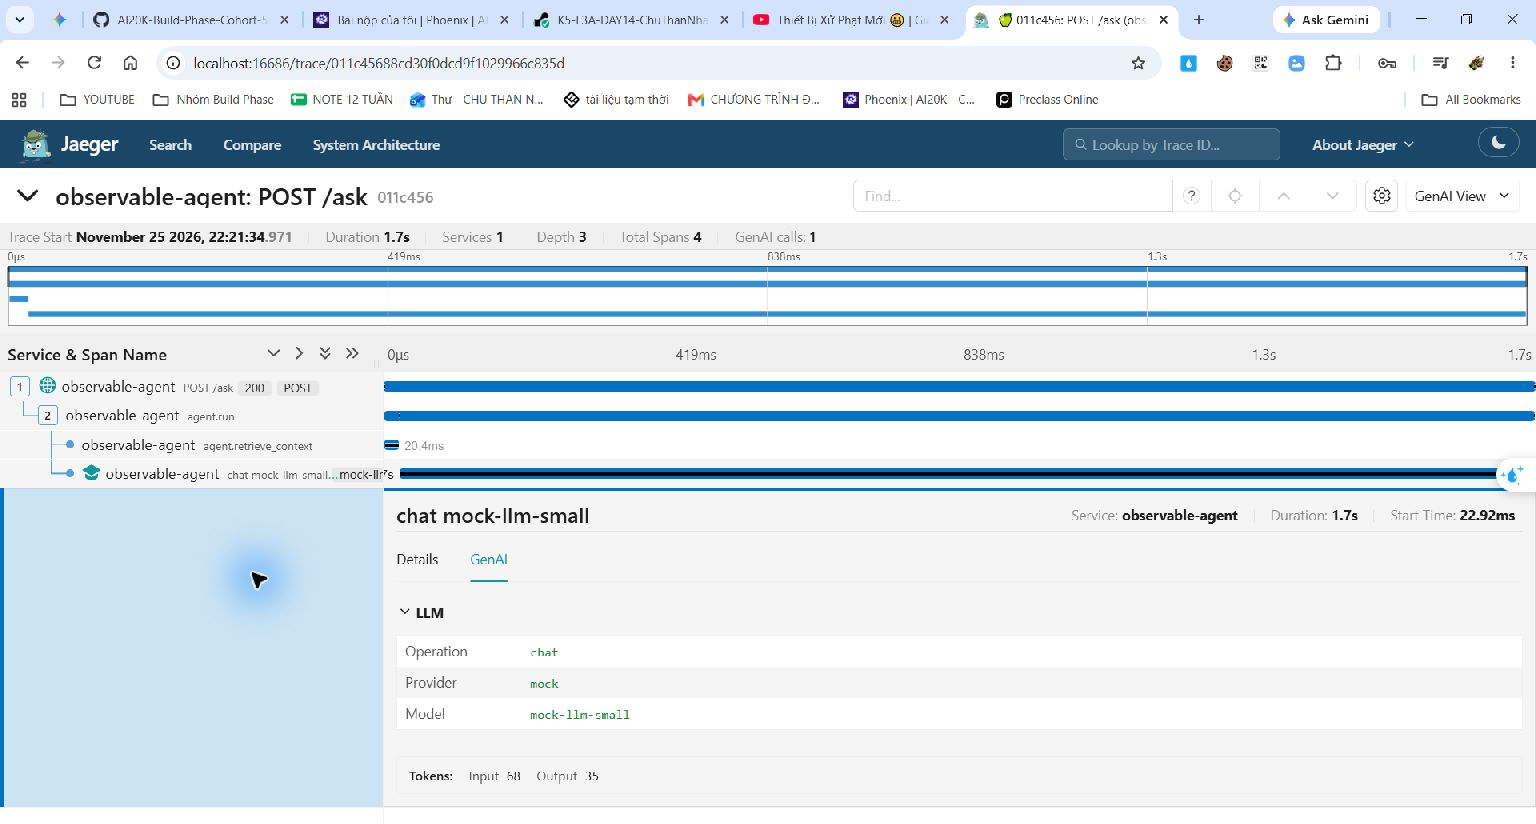 AI20K-Build-Phase-Cohort-5
Bài nộp của tôi | Phoenix | AI
K5-L3A-DAY14-ChuThanNha
Thiết Bị Xử Phạt Mới
011c456: POST /ask (obs
Ask Gemini
localhost:16686/trace/011c45688cd30f0dcd9f1029966c835d
YOUTUBE
Nhóm Build Phase
NOTE 12 TUẦN
Thư - CHU THAN N...
tài liệu tạm thời
CHƯƠNG TRÌNH Đ...
Phoenix | AI20K - C...
Preclass Online
All Bookmarks
Jaeger
Search
Compare
System Architecture
Lookup by Trace ID...
About Jaeger
observable-agent: POST /ask 011c456
Find...
?
GenAI View
Trace Start November 25 2026, 22:21:34.971
Duration 1.7s
Services 1
Depth 3
Total Spans 4
GenAI calls: 1
0μs 419ms 838ms 1.3s 1.7s
Service & Span Name
0μs 419ms 838ms 1.3s 1.7s
1 observable-agent POST /ask 200 POST
2 observable-agent agent.run
observable-agent agent.retrieve_context
20.4ms
observable-agent chat mock-llm-small...
chat mock-llm-small
Service: observable-agent
Duration: 1.7s
Start Time: 22.92ms
Details
GenAI
LLM
Operation chat
Provider mock
Model mock-llm-small
Tokens: Input 68 Output 35